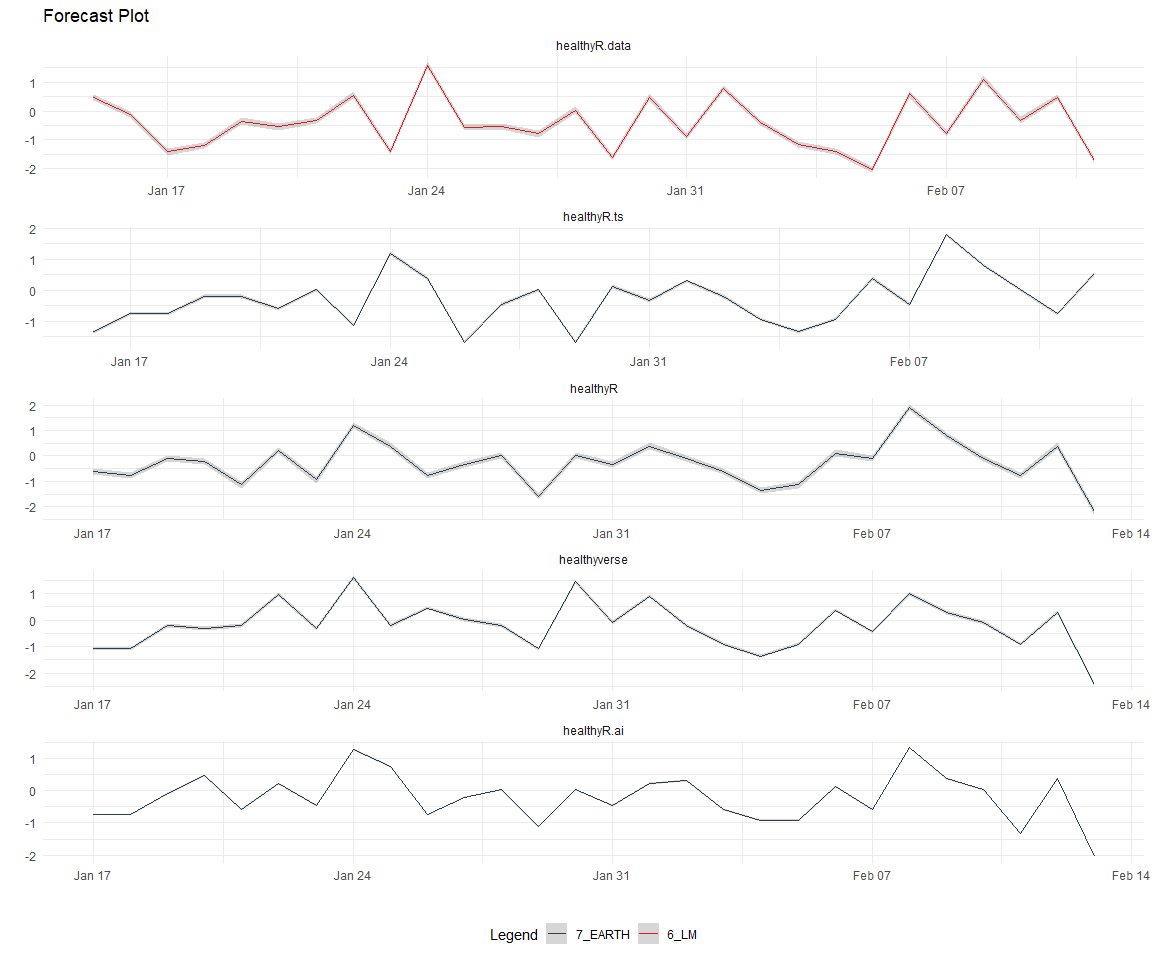 Forecast Plot
healthyR.data
1
0
-1
-2
Jan 17 Jan 24 Jan 31 Feb 07
healthyR.ts
2
1
0
-1
Jan 17 Jan 24 Jan 31 Feb 07
healthyR
2
1
0
-1
-2
Jan 17 Jan 24 Jan 31 Feb 07 Feb 14
healthyverse
1
0
-1
-2
Jan 17 Jan 24 Jan 31 Feb 07 Feb 14
healthyR.ai
1
0
-1
-2
Jan 17 Jan 24 Jan 31 Feb 07 Feb 14
Legend 7_EARTH 6_LM